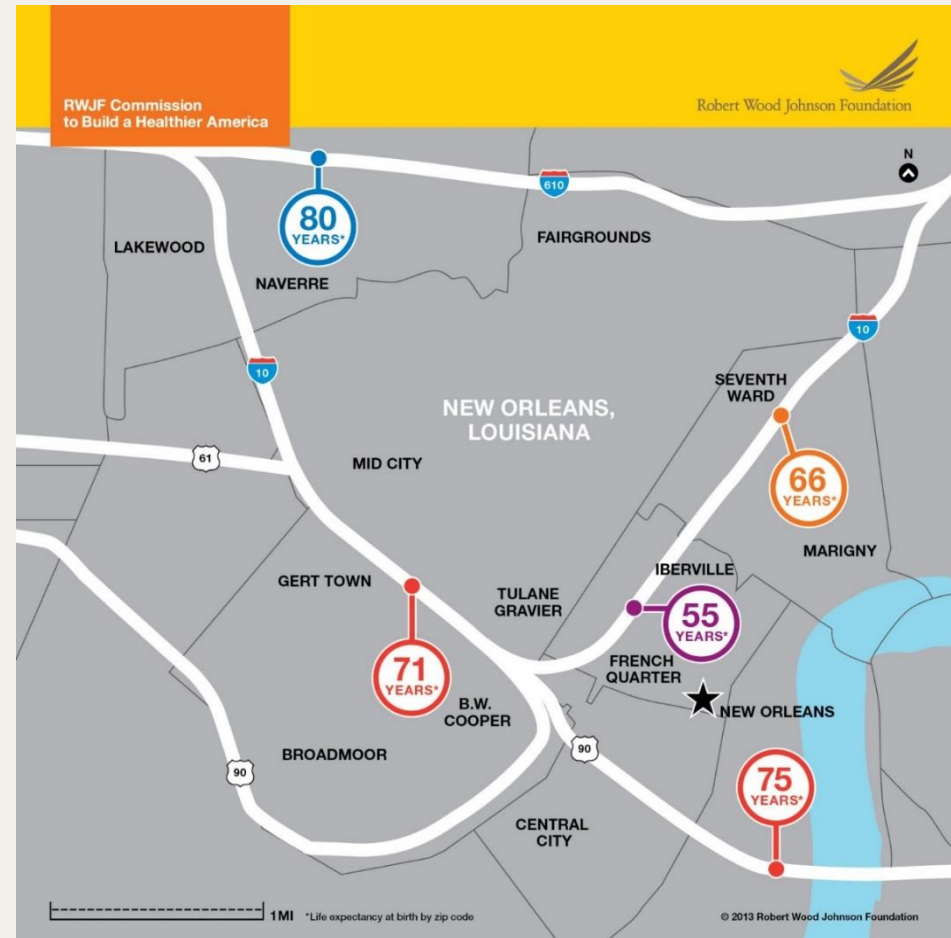 RWJF Commission
to Build a Healthier America
Robert Wood Johnson Foundation
N
80
YEARS*
610
LAKEWOOD
FAIRGROUNDS
NAVERRE
10
10
SEVENTH
WARD
NEW ORLEANS,
LOUISIANA
61
MID CITY
66
YEARS*
MARIGNY
GERT TOWN
IBERVILLE
TULANE
GRAVIER
55
YEARS*
71
YEARS*
FRENCH
QUARTER
B.W.
COOPER
NEW ORLEANS
BROADMOOR
90
90
75
YEARS*
CENTRAL
CITY
1MI
*Life expectancy at birth by zip code
© 2013 Robert Wood Johnson Foundation